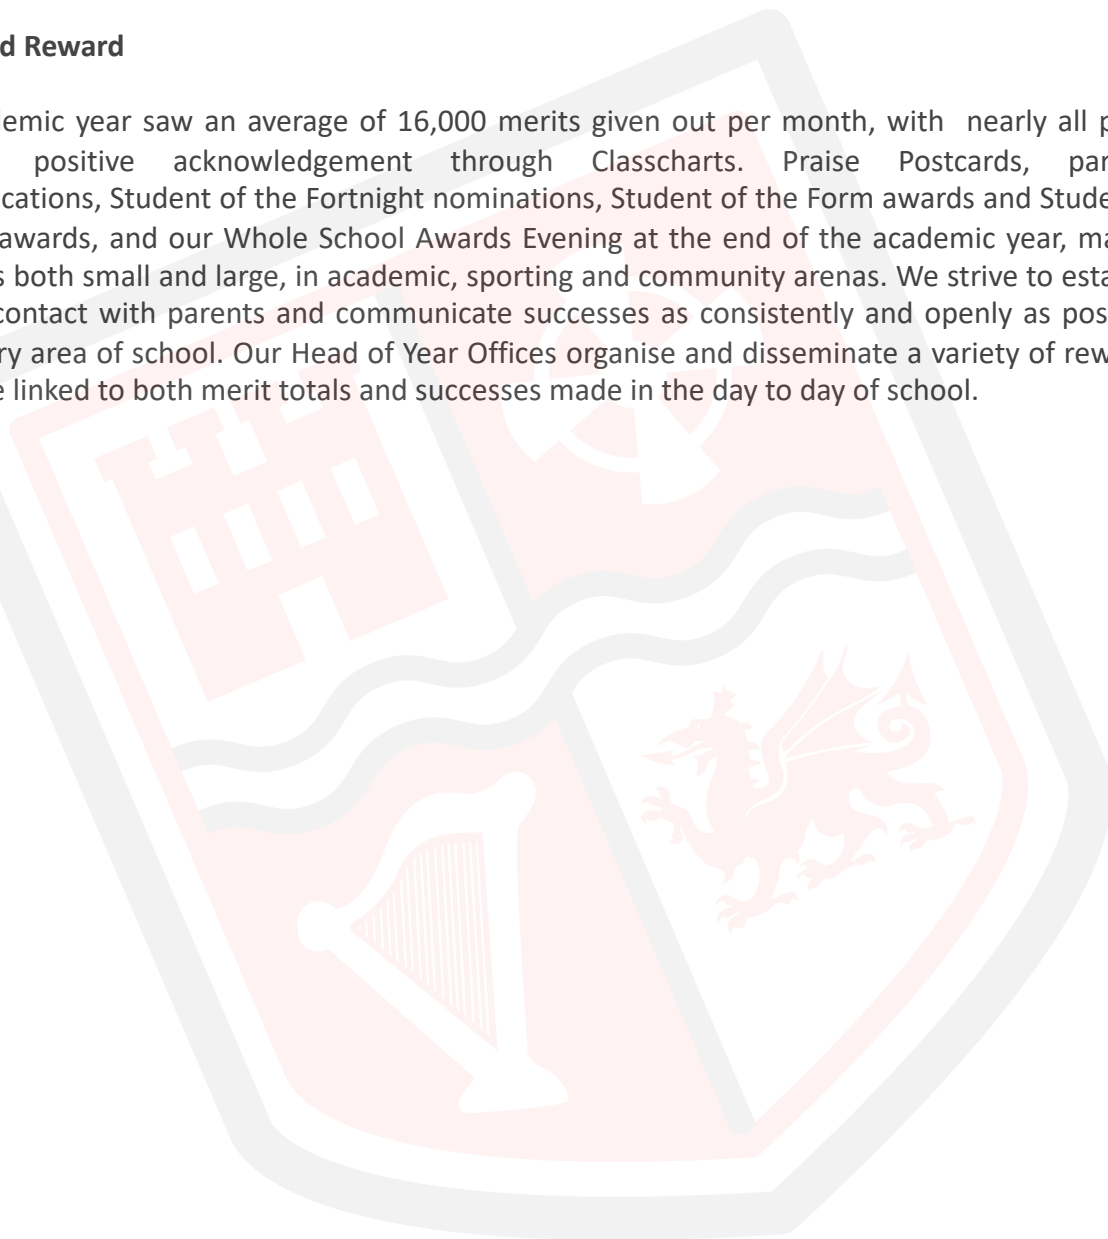 d Reward
lemic year saw an average of 16,000 merits given out per month, with nearly all p
positive acknowledgement through Classcharts. Praise Postcards, par
cations, Student of the Fortnight nominations, Student of the Form awards and Stude
awards, and our Whole School Awards Evening at the end of the academic year, ma
s both small and large, in academic, sporting and community arenas. We strive to esta
contact with parents and communicate successes as consistently and openly as pos
ry area of school. Our Head of Year Offices organise and disseminate a variety of rew
e linked to both merit totals and successes made in the day to day of school.